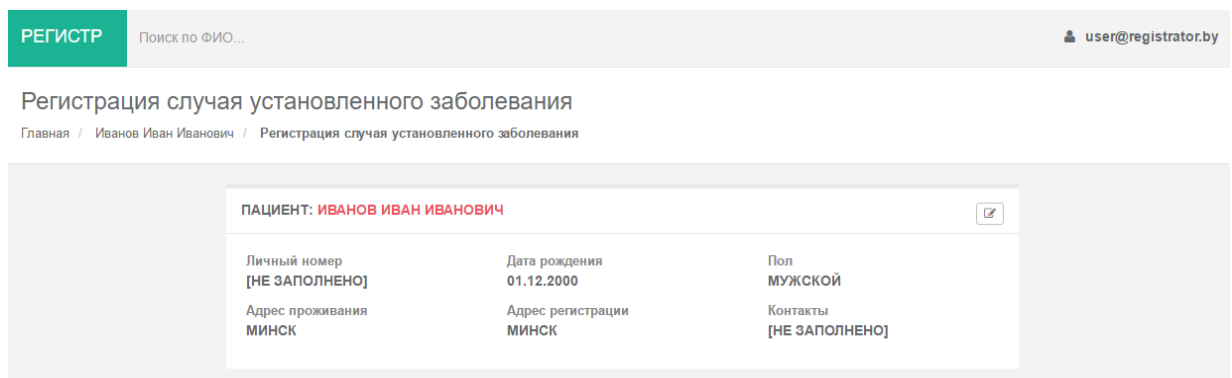 РЕГИСТР Поиск по ФИО... user@registrator.by
Регистрация случая установленного заболевания
Главная / Иванов Иван Иванович / Регистрация случая установленного заболевания
ПАЦИЕНТ: ИВАНОВ ИВАН ИВАНОВИЧ
Личный номер Дата рождения Пол
[НЕ ЗАПОЛНЕНО] 01.12.2000 МУЖСКОЙ
Адрес проживания Адрес регистрации Контакты
МИНСК МИНСК [НЕ ЗАПОЛНЕНО]